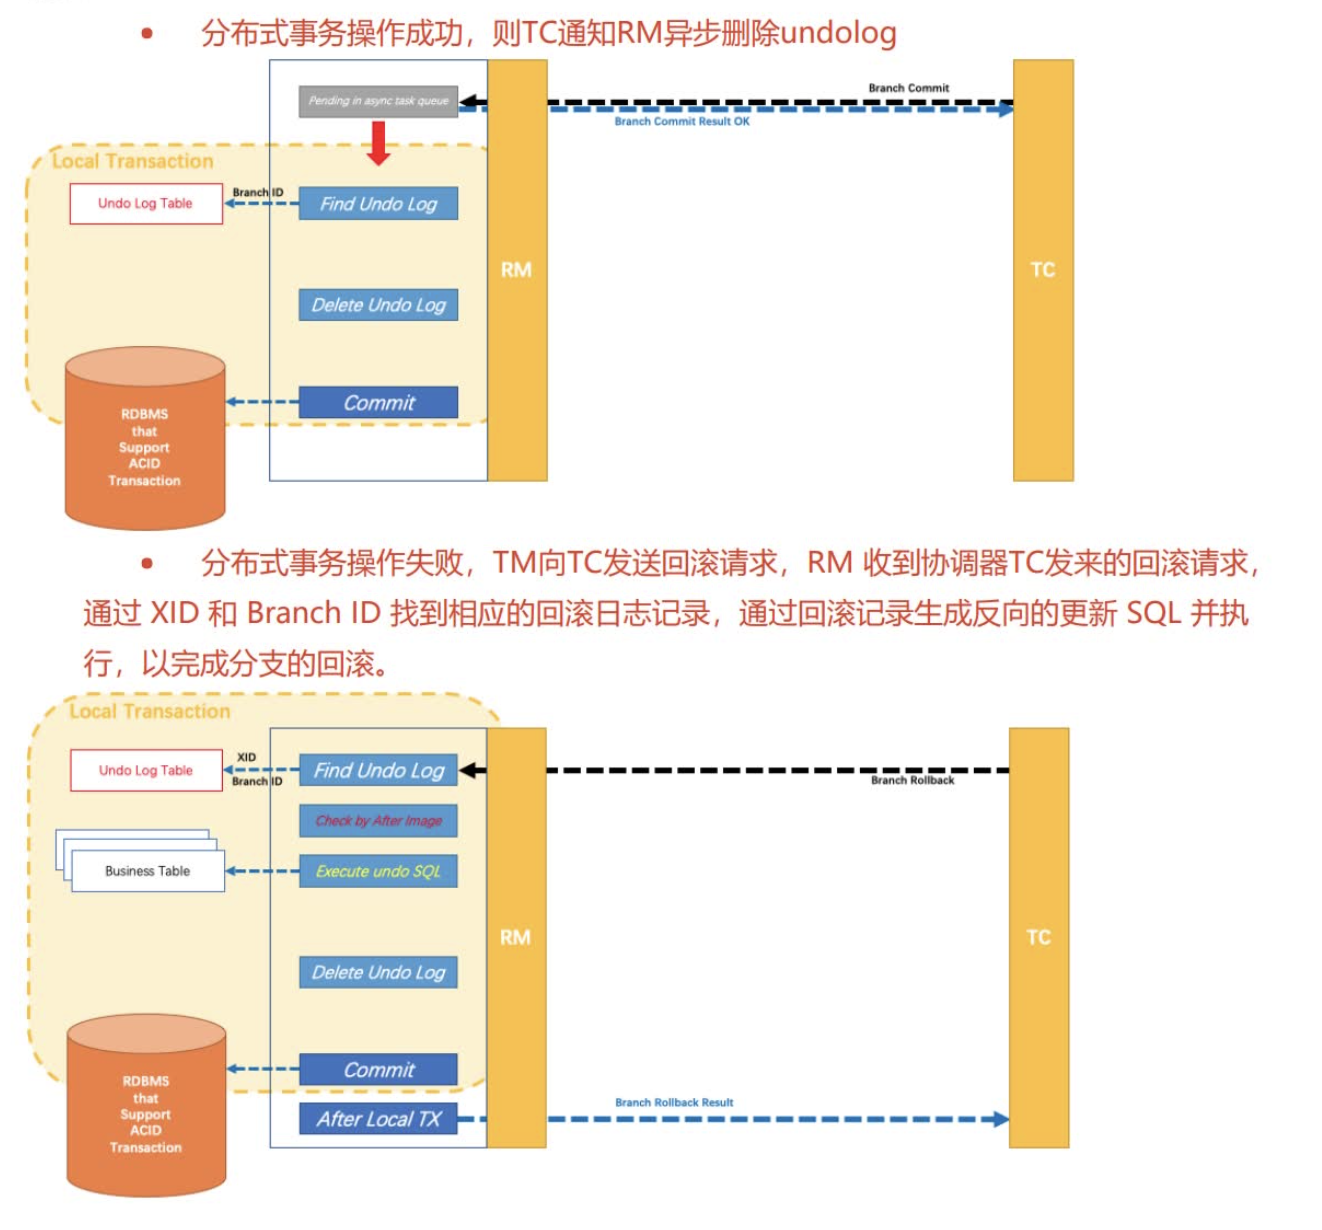 • 分布式事务操作成功，则TC通知RM异步删除undolog
Branch Commit
Pending in async task queue
Branch Commit Result OK
Local Transaction
Branch ID
Undo Log Table
Find Undo Log
RM
TC
Delete Undo Log
Commit
RDBMS
that
Support
ACID
Transaction
• 分布式事务操作失败，TM向TC发送回滚请求，RM 收到协调器TC发来的回滚请求，
通过 XID 和 Branch ID 找到相应的回滚日志记录，通过回滚记录生成反向的更新 SQL 并执
行，以完成分支的回滚。
Local Transaction
XID
Undo Log Table
Find Undo Log
Branch ID
Branch Rollback
Check by After Image
Business Table
Execute undo SQL
RM
TC
Delete Undo Log
Commit
RDBMS
that
Support
ACID
Transaction
Branch Rollback Result
After Local TX